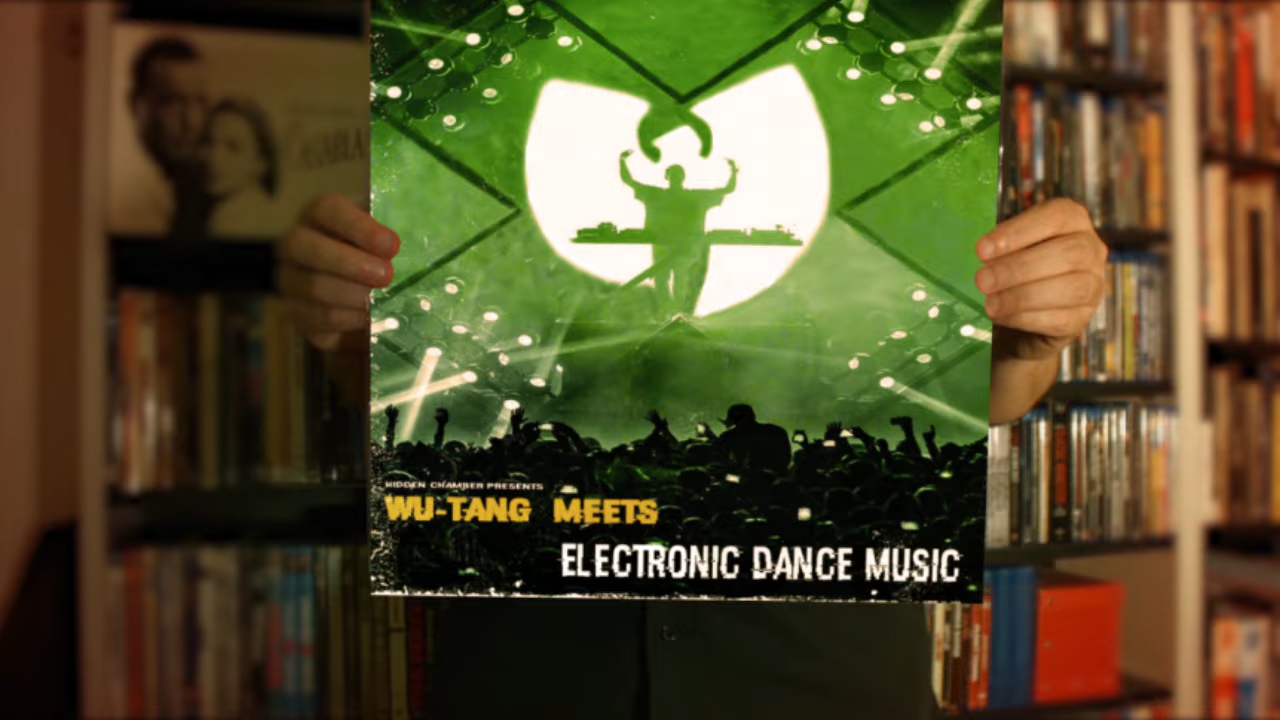 HIDDEN CHAMBER PRESENTS
WU-TANG MEETS
ELECTRONIC DANCE MUSIC